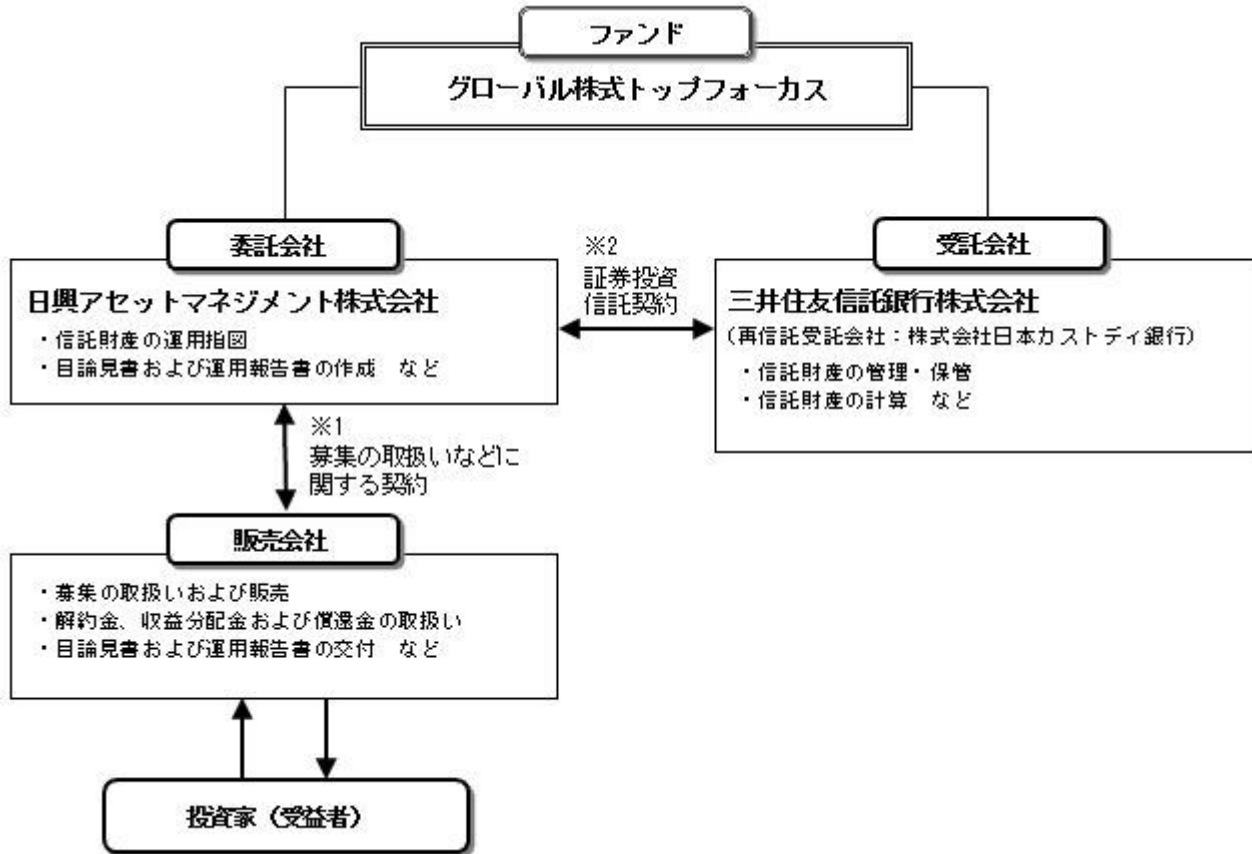 ファンド
グローバル株式トップフォーカス
委託会社
日興アセットマネジメント株式会社
・信託財産の運用指図
・目論見書および運用報告書の作成 など
※2
証券投資
信託契約
受託会社
三井住友信託銀行株式会社
(再信託受託会社：株式会社日本カストディ銀行)
・信託財産の管理・保管
・信託財産の計算 など
※1
募集の取扱いなどに
関する契約
販売会社
・募集の取扱いおよび販売
・解約金、収益分配金および償還金の取扱い
・目論見書および運用報告書の交付 など
投資家（受益者）